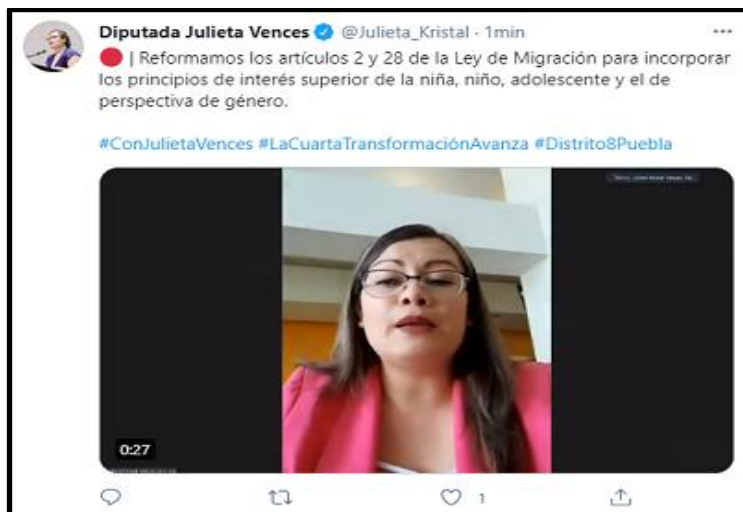 Diputada Julieta Vences @Julieta_Kristal · 1min
| Reformamos los artículos 2 y 28 de la Ley de Migración para incorporar
los principios de interés superior de la niña, niño, adolescente y el de
perspectiva de género.
#ConJulietaVences #LaCuartaTransformaciónAvanza #Distrito8Puebla
0:27
1